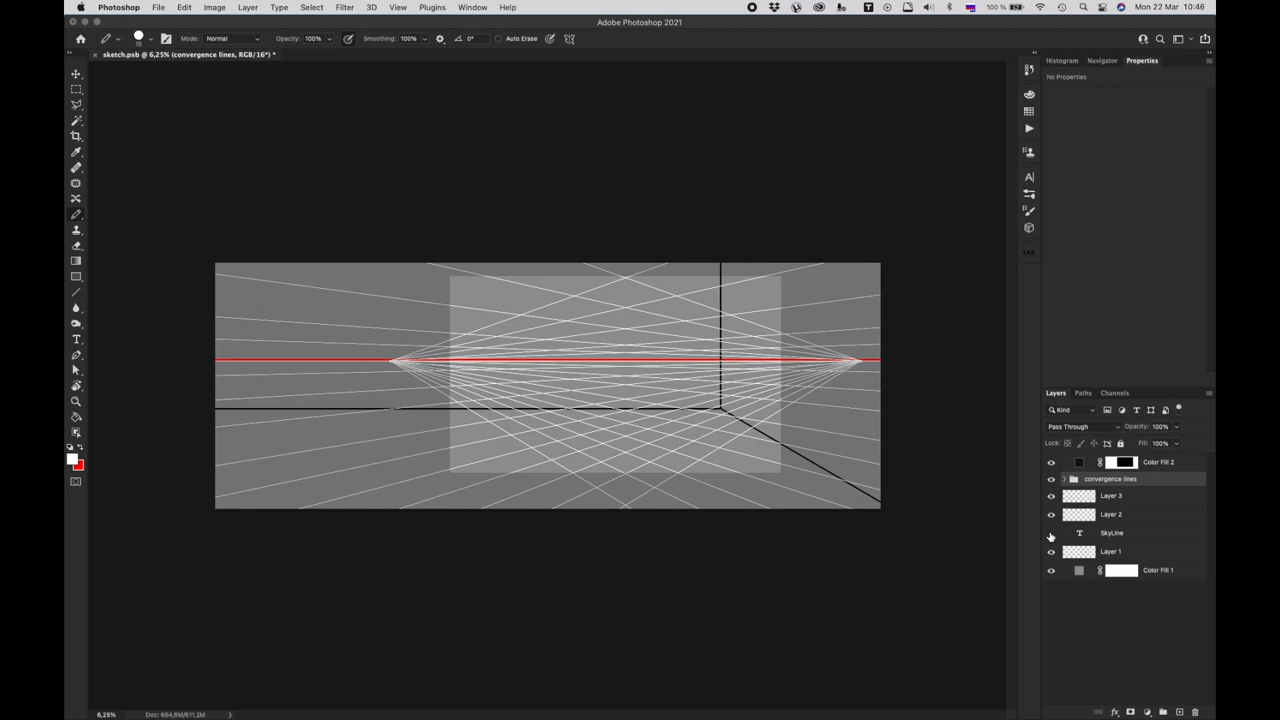 Photoshop File Edit Image Layer Type Select Filter 3D View Plugins Window Help 100 % Mon 22 Mar 10:46
Adobe Photoshop 2021
Mode: Normal Opacity: 100% Smoothing: 100% 0° Auto Erase
sketch.psb @ 6,25% (convergence lines, RGB/16*) *
Histogram Navigator Properties
No Properties
Layers Paths Channels
Kind
Pass Through Opacity: 100%
Lock: Fill: 100%
Color Fill 2
convergence lines
Layer 3
Layer 2
SkyLine
Layer 1
Color Fill 1
6,25% Doc: 664,6M/611,2M